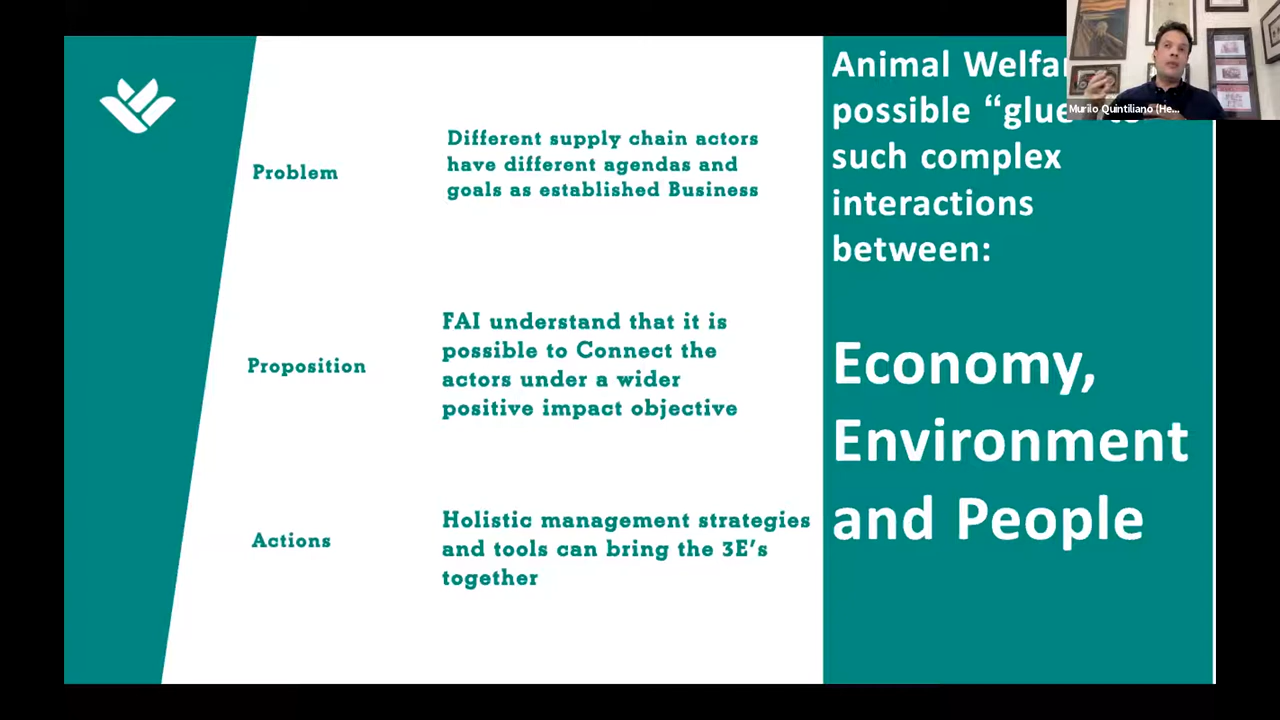 Problem
Different supply chain actors
have different agendas and
goals as established Business
Proposition
FAI understand that it is
possible to Connect the
actors under a wider
positive impact objective
Actions
Holistic management strategies
and tools can bring the 3E’s
together
Animal
possible “glue”
such complex
interactions
between:
Economy,
Environment
and People
Murilo Quintiliano (He...